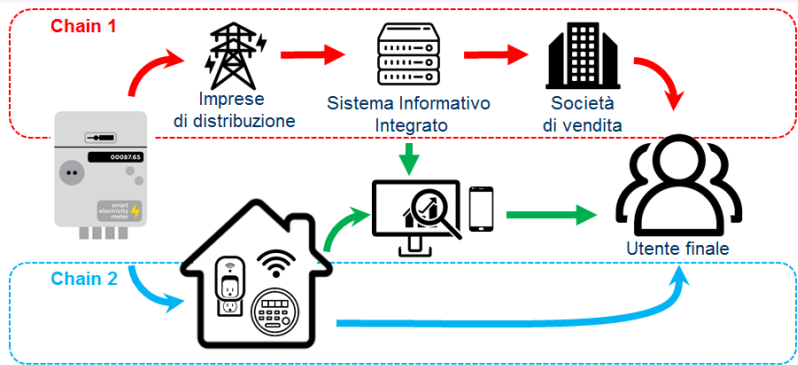 Chain 1
Imprese
di distribuzione
Sistema Informativo
Integrato
Società
di vendita
00087.65
smart
electricity
meter
Utente finale
Chain 2